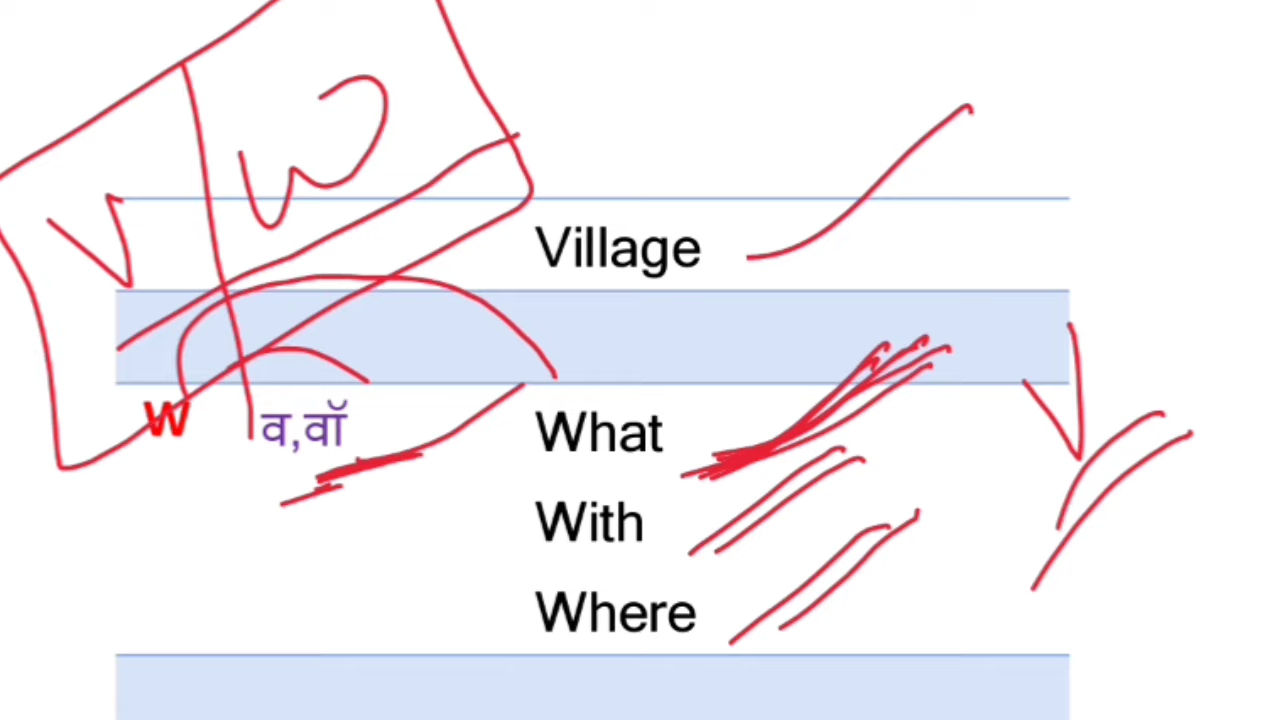 V W
Village
w व,वॉ What
With
Where